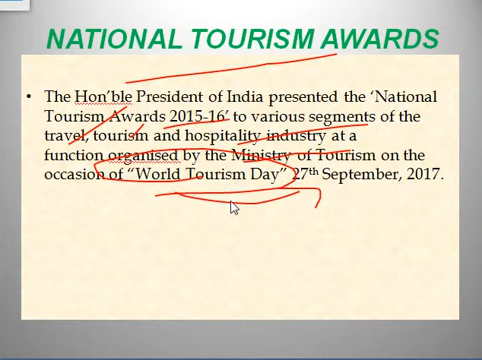 NATIONAL TOURISM AWARDS
• The Hon'ble President of India presented the 'National
Tourism Awards 2015-16' to various segments of the
travel, tourism and hospitality industry at a
function organised by the Ministry of Tourism on the
occasion of “World Tourism Day” 27th September, 2017.